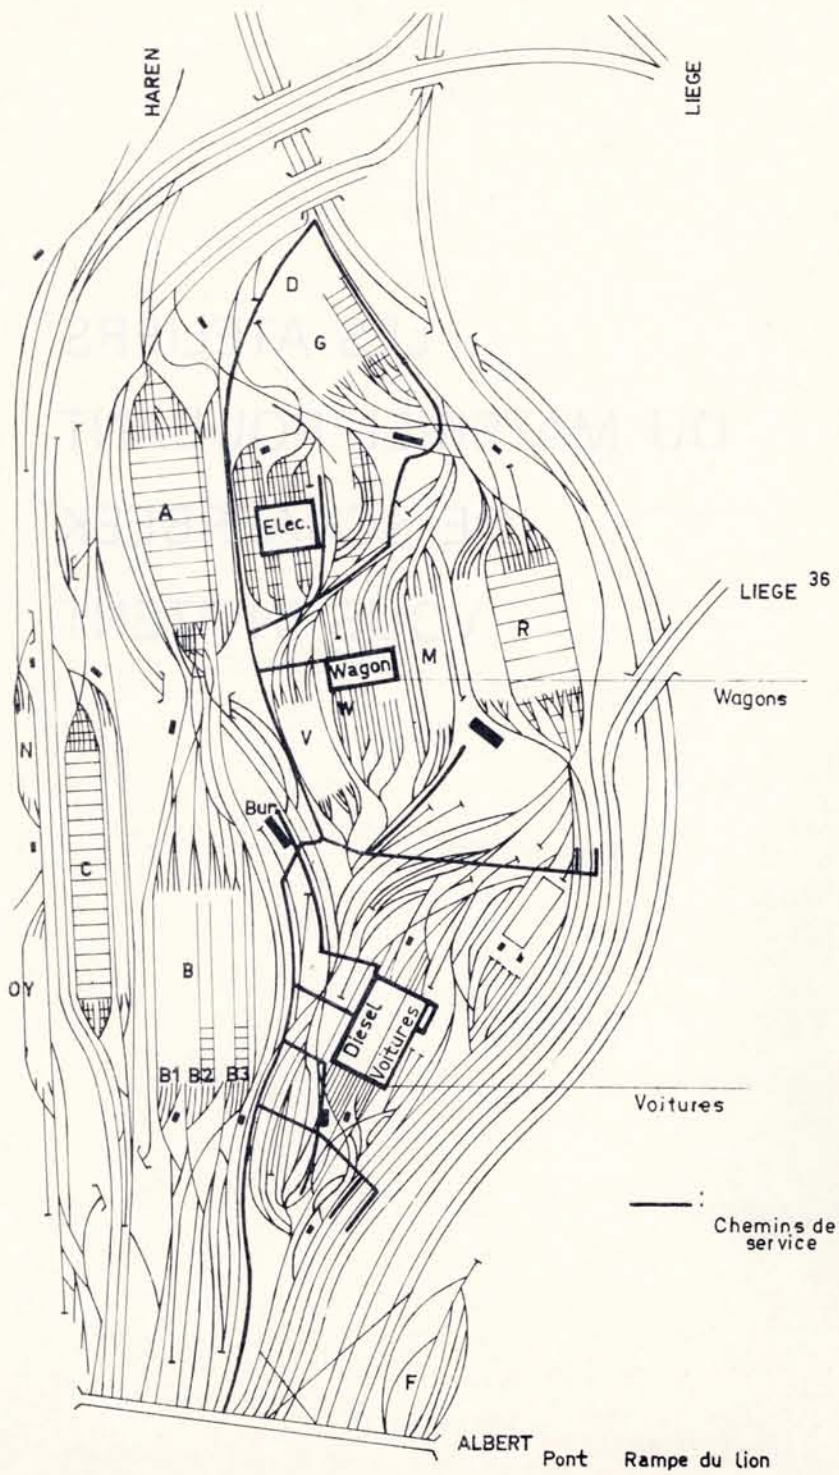 HAREN
LIEGE
D
G
A
Elec.
LIEGE 36
R
Wagon
M
Wagons
W
V
N
Bur.
C
B
OY
Diesel
Voitures
B1 B2 B3
Voitures
:
Chemins de
service
F
ALBERT
Pont Rampe du lion